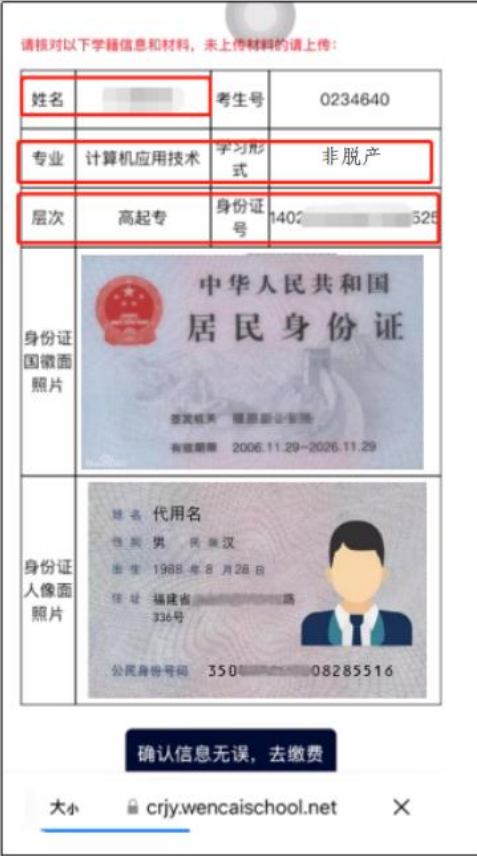 请核对以下学籍信息和材料，未上传材料的请上传：
姓名 考生号 0234640
专业 计算机应用技术 学习形式 非脱产
层次 高起专 身份证号 1402 525
身份证国徽面照片
中华人民共和国
居民身份证
签发机关
有效期限 2006.11.29-2026.11.29
身份证人像面照片
姓名 代用名
性别 男 民族 汉
出生 1988 年 8 月 28 日
住址 福建省 路
336号
公民身份号码 350 08285516
确认信息无误，去缴费
大小 crjy.wencaischool.net